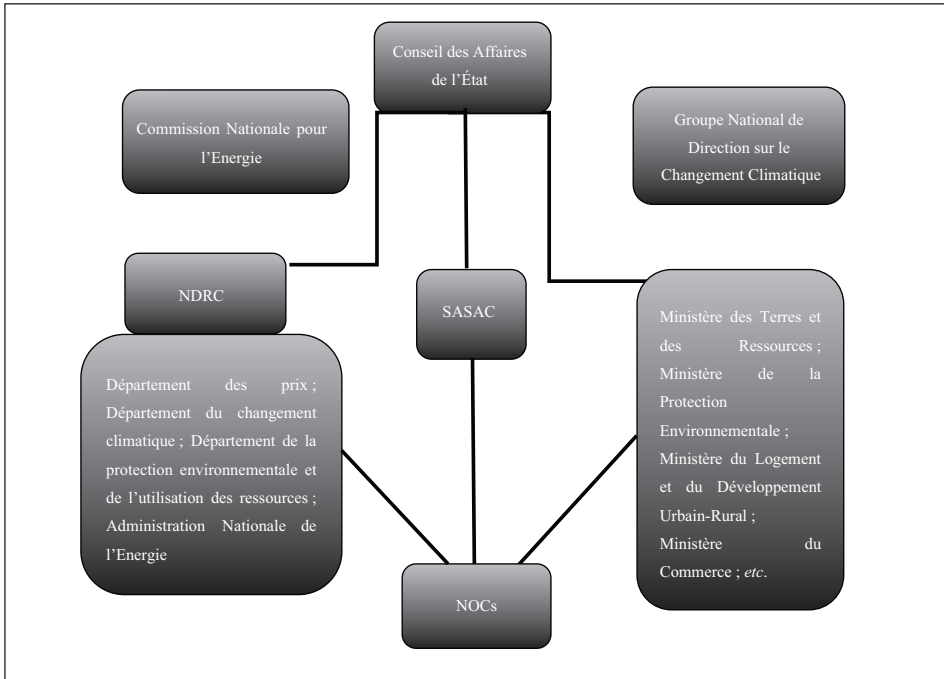 Conseil des Affaires
de l’État
Commission Nationale pour
l’Energie
Groupe National de
Direction sur le
Changement Climatique
NDRC
SASAC
Département des prix ;
Département du changement
climatique ; Département de la
protection environnementale et
de l’utilisation des ressources ;
Administration Nationale de
l’Energie
Ministère des Terres et
des Ressources ;
Ministère de la
Protection
Environnementale ;
Ministère du Logement
et du Développement
Urbain-Rural ;
Ministère du
Commerce ; etc.
NOCs